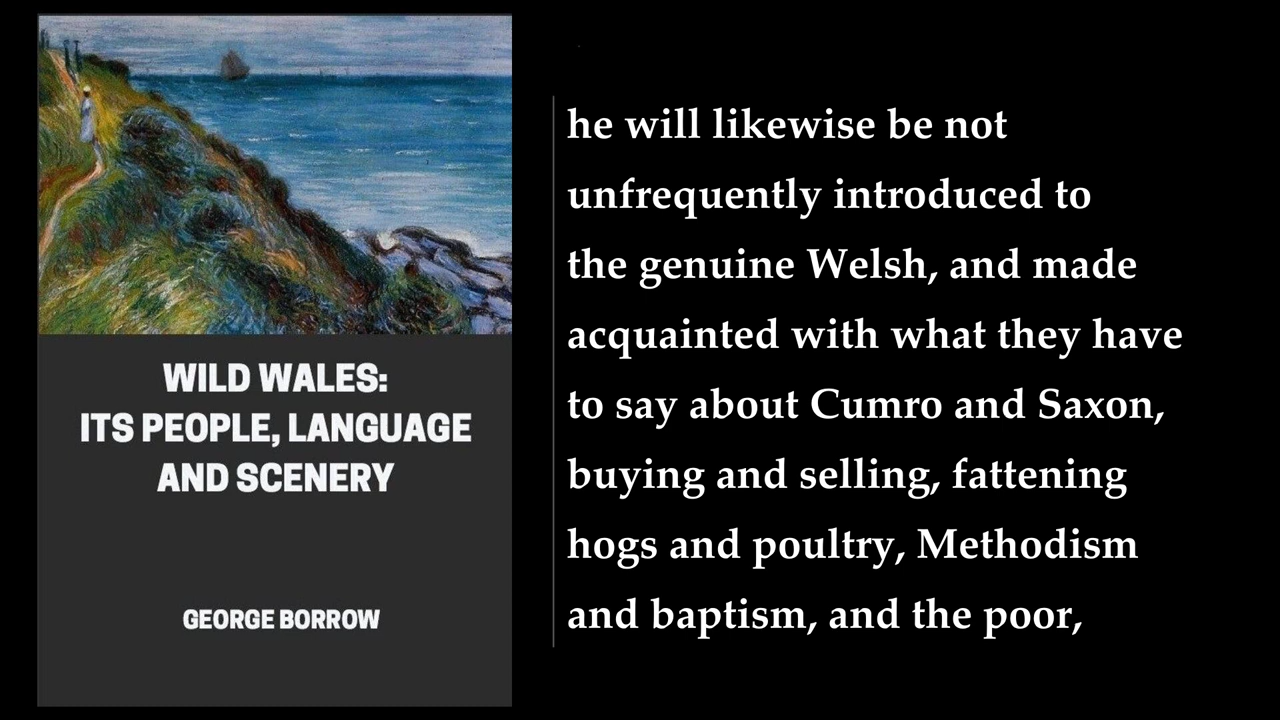 WILD WALES:
ITS PEOPLE, LANGUAGE
AND SCENERY
GEORGE BORROW
he will likewise be not
unfrequently introduced to
the genuine Welsh, and made
acquainted with what they have
to say about Cumro and Saxon,
buying and selling, fattening
hogs and poultry, Methodism
and baptism, and the poor,